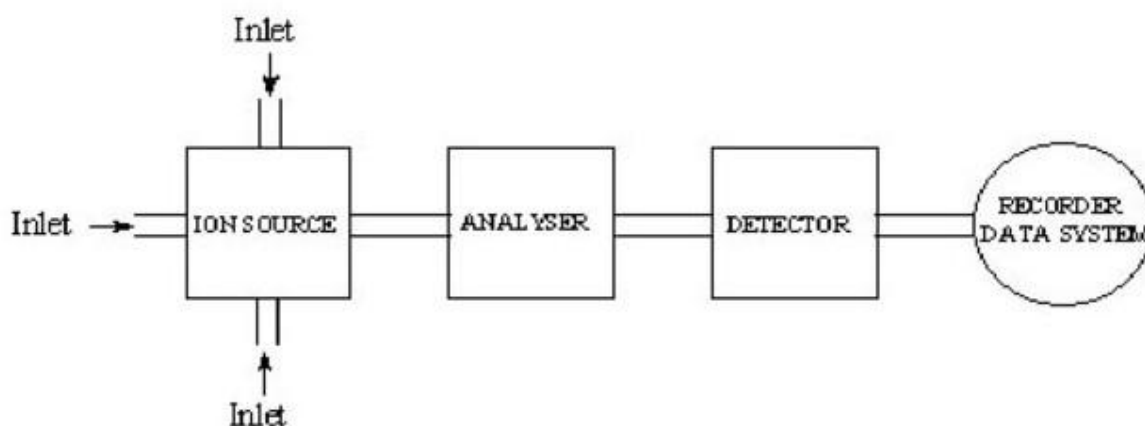 Inlet
Inlet
ION SOURCE
ANALYSER
DETECTOR
RECORDER
DATA SYSTEM
Inlet